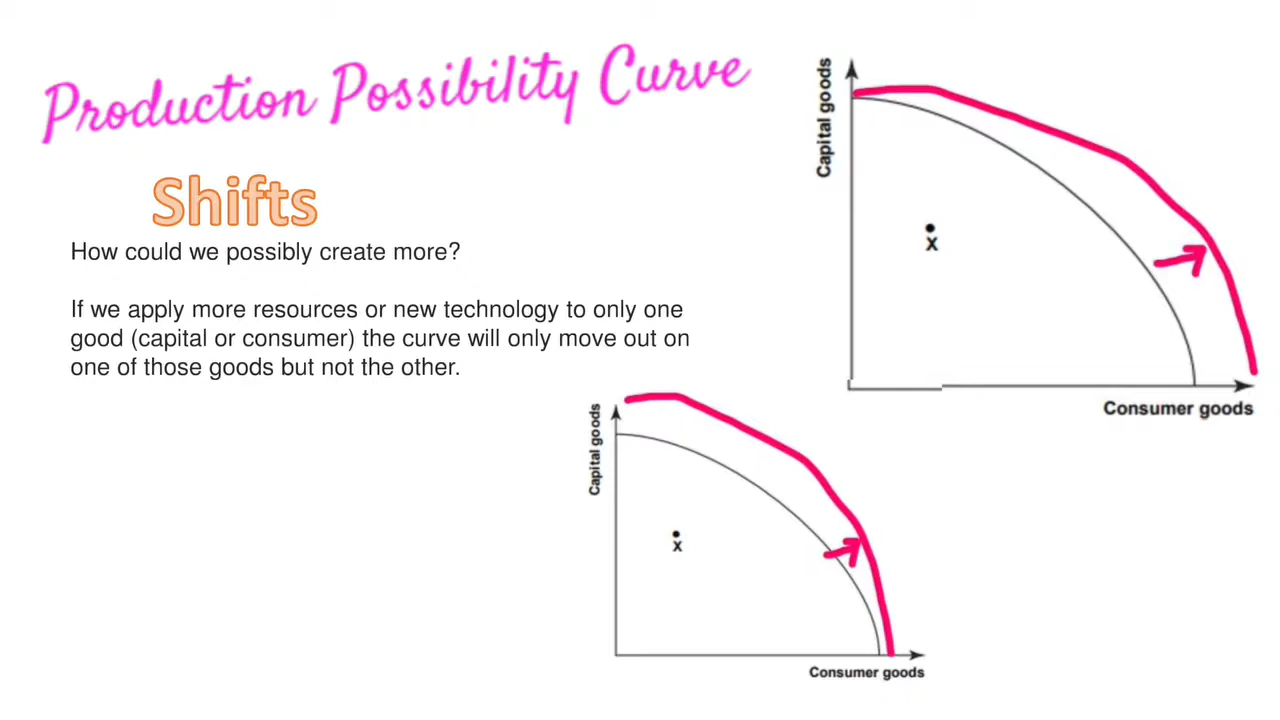 Production Possibility Curve
Shifts
How could we possibly create more?
If we apply more resources or new technology to only one
good (capital or consumer) the curve will only move out on
one of those goods but not the other.
Capital goods
x
Consumer goods
Capital goods
x
Consumer goods